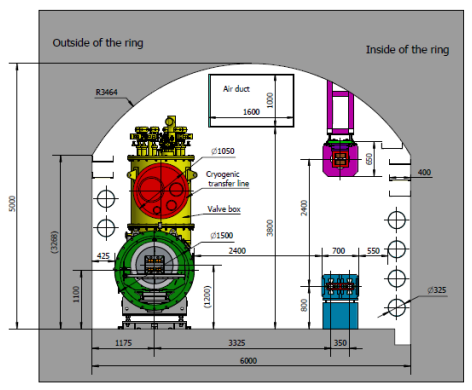 Outside of the ring
Inside of the ring
R3464
Air duct
1000
1600
Ø1050
Cryogenic
transfer line
Valve box
Ø1500
650
400
2400
3800
5000
(3268)
425
2400
700
550
1100
(1200)
800
Ø325
1175
3325
350
6000